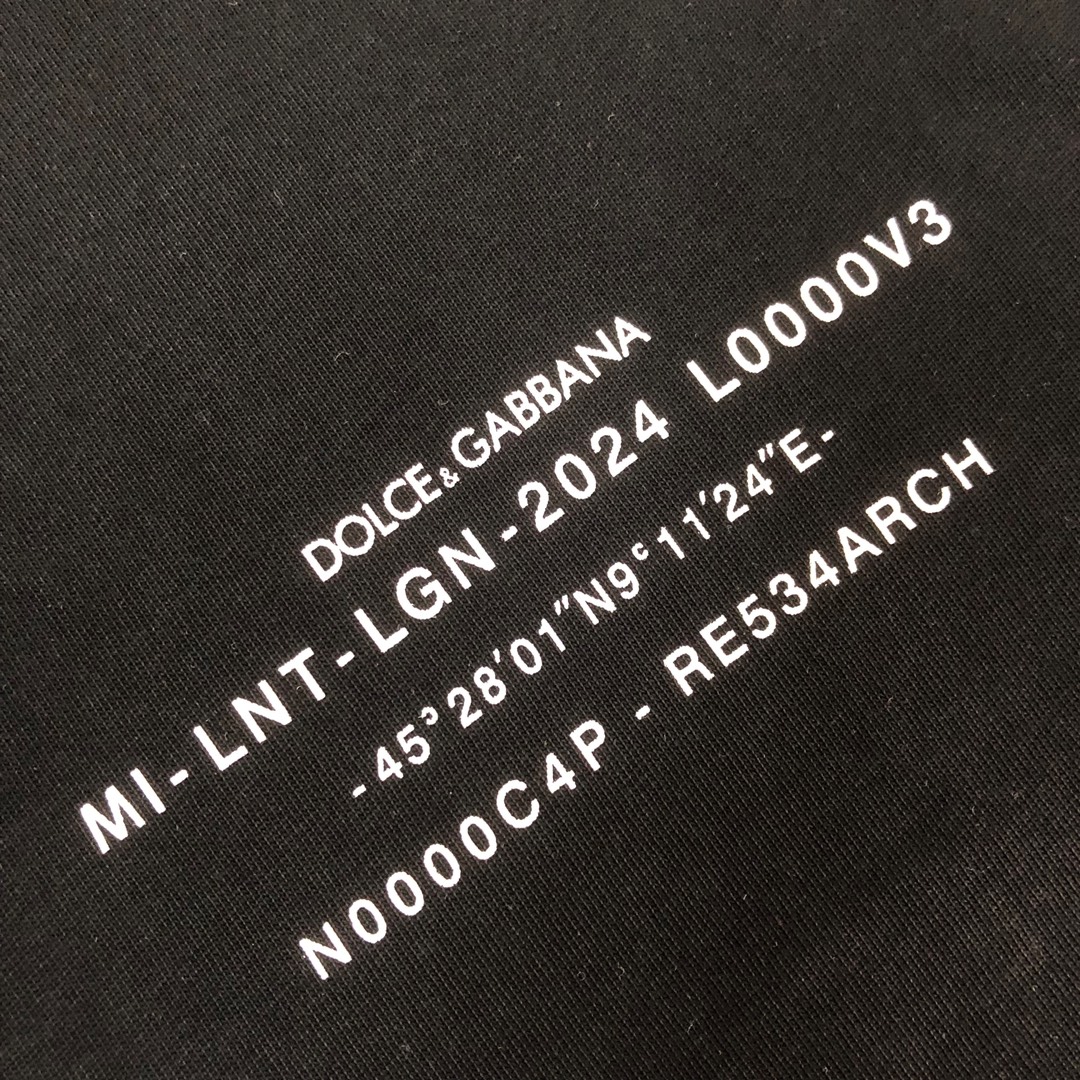 DOLCE&GABBANA
MI-LNT-LGN-2024 L0000V3
-45°28′01″N9°11′24″E-
N0000C4P - RE534ARCH